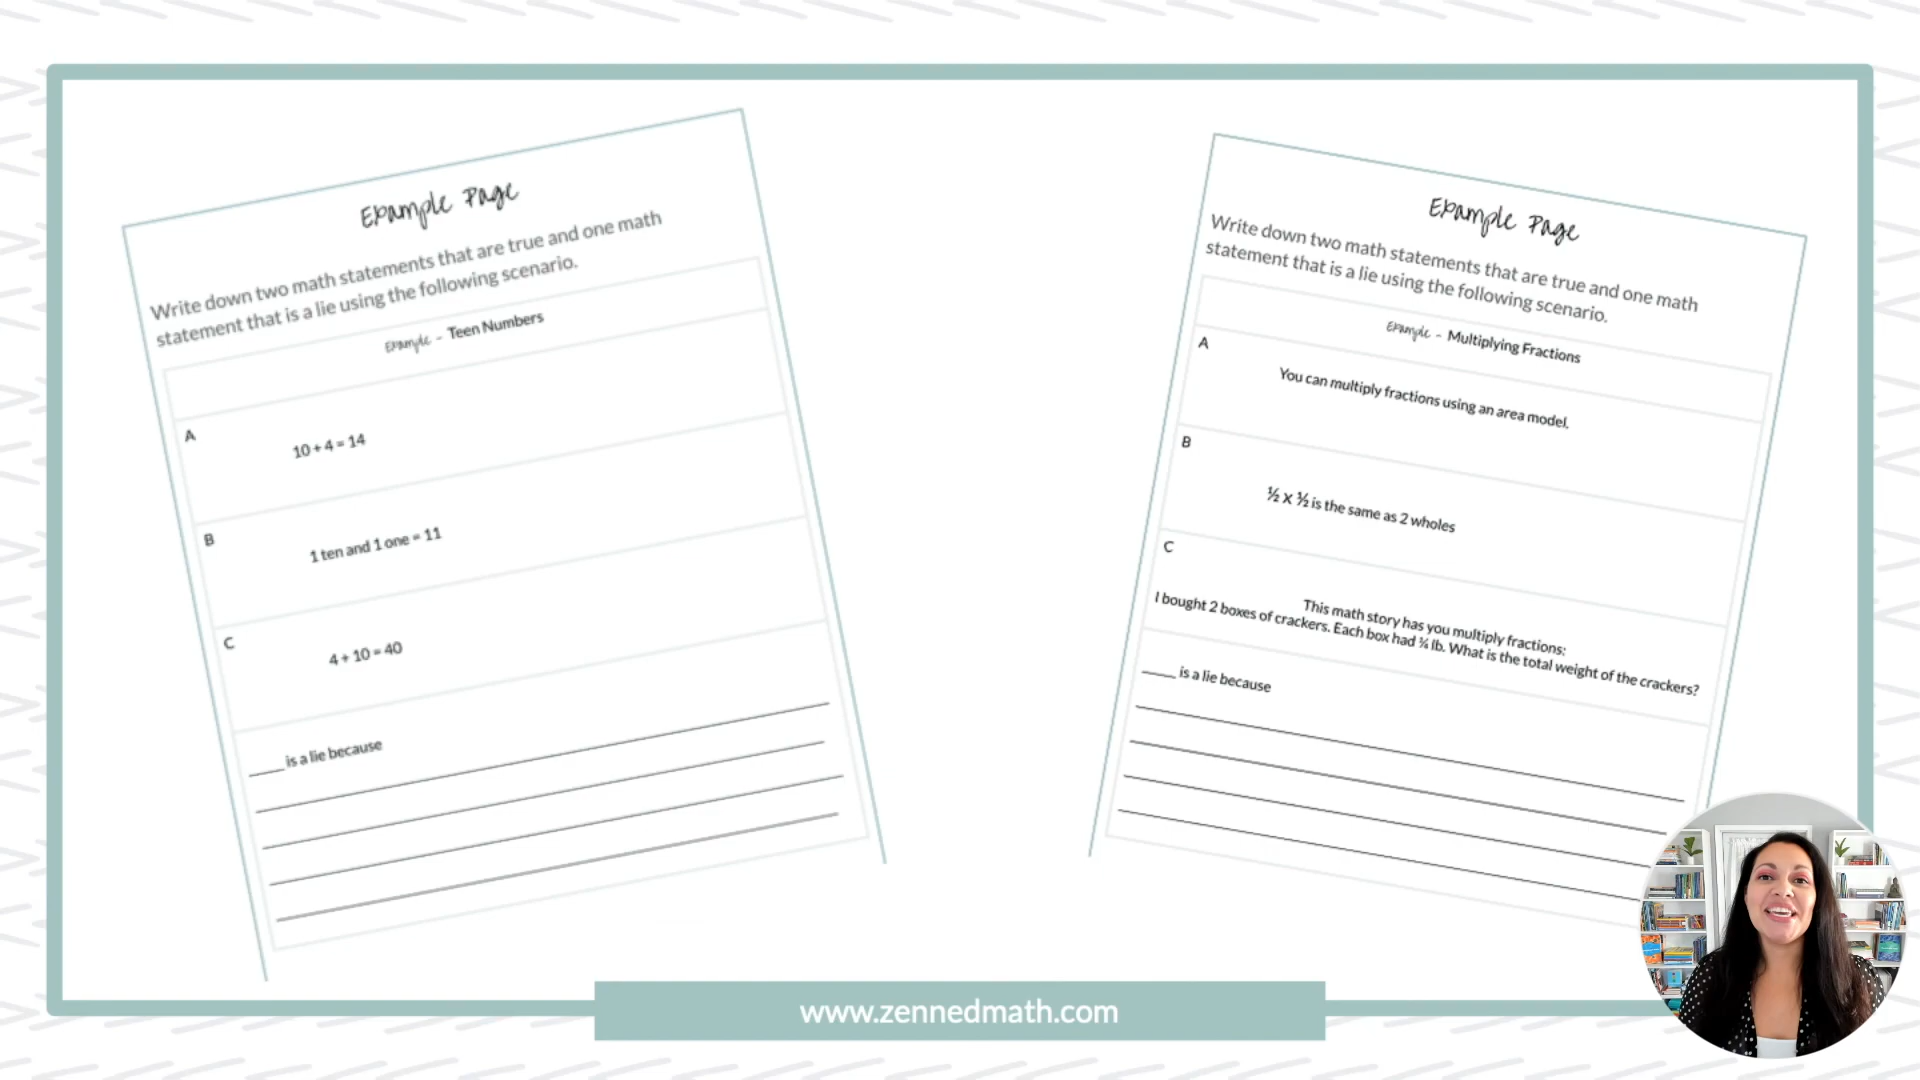 Example Page
Write down two math statements that are true and one math
statement that is a lie using the following scenario.
Example - Teen Numbers
A
10 + 4 = 14
B
1 ten and 1 one = 11
C
4 + 10 = 40
_____ is a lie because
Example Page
Write down two math statements that are true and one math
statement that is a lie using the following scenario.
Example - Multiplying Fractions
A
You can multiply fractions using an area model.
B
½ x ½ is the same as 2 wholes
C
This math story has you multiply fractions:
I bought 2 boxes of crackers. Each box had ¾ lb. What is the total weight of the crackers?
_____ is a lie because
www.zennedmath.com